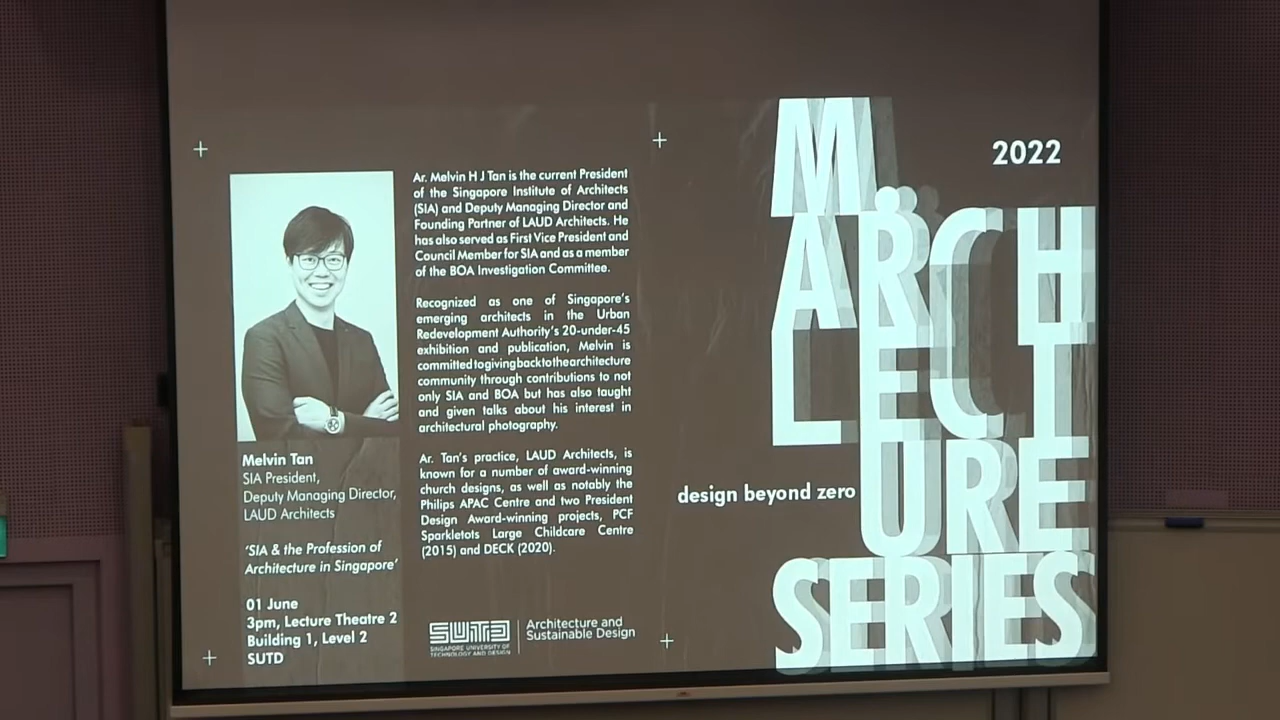 Ar. Melvin H J Tan is the current President
of the Singapore Institute of Architects
(SIA) and Deputy Managing Director and
Founding Partner of LAUD Architects. He
has also served as First Vice President and
Council Member for SIA and as a member
of the BOA Investigation Committee.
Recognized as one of Singapore's
emerging architects in the Urban
Redevelopment Authority's 20-under-45
exhibition and publication, Melvin is
committed to giving back to the architecture
community through contributions to not
only SIA and BOA but has also taught
and given talks about his interest in
architectural photography.
Ar. Tan's practice, LAUD Architects, is
known for a number of award-winning
church designs, as well as notably the
Philips APAC Centre and two President
Design Award-winning projects, PCF
Sparkletots Large Childcare Centre
(2015) and DECK (2020).
Melvin Tan
SIA President,
Deputy Managing Director,
LAUD Architects
'SIA & the Profession of
Architecture in Singapore'
01 June
3pm, Lecture Theatre 2
Building 1, Level 2
SUTD
SUTD
SINGAPORE UNIVERSITY OF
TECHNOLOGY AND DESIGN
Architecture and
Sustainable Design
2022
M.
ARCH
LECT
URE
SERIES
design beyond zero